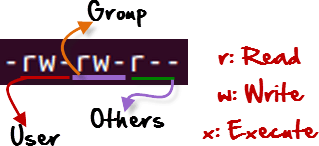 Group
-rw-rw-r--
r: Read
w: Write
x: Execute
Others
User